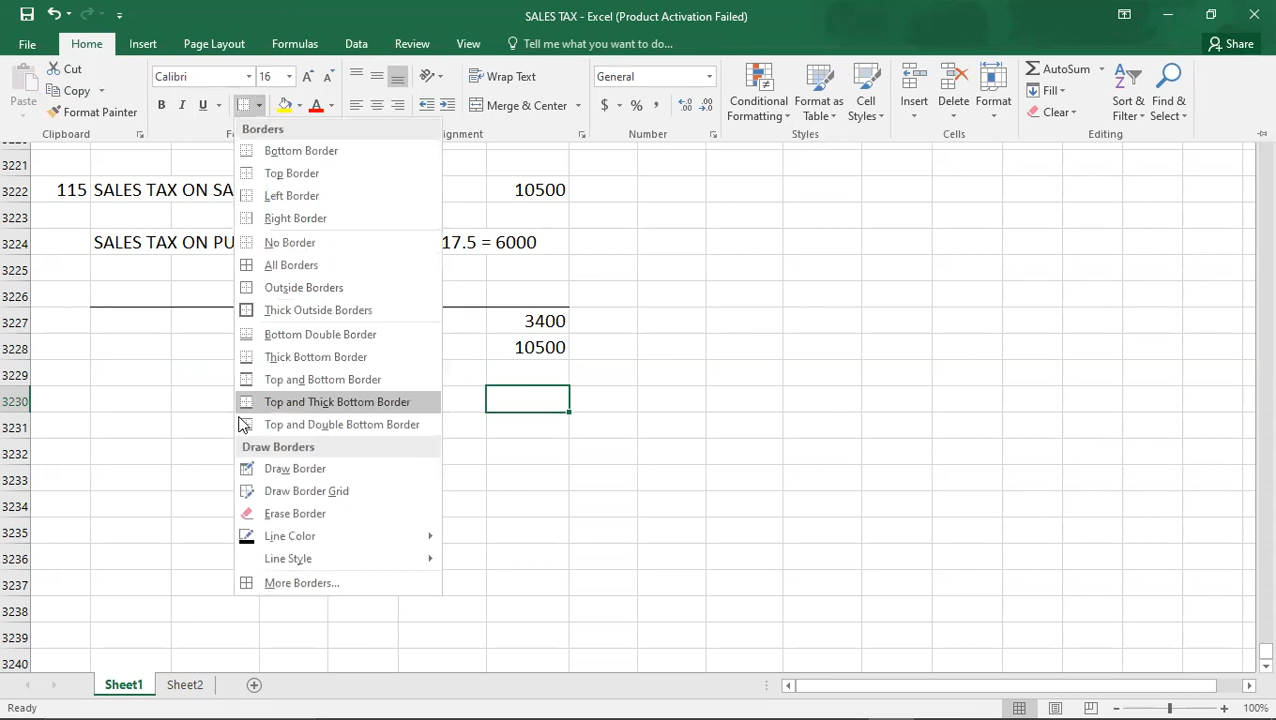 SALES TAX - Excel (Product Activation Failed)
File Home Insert Page Layout Formulas Data Review View Tell me what you want to do... Share
Cut
Copy
Paste
Format Painter
Clipboard
Calibri 16
B I U A
Wrap Text
Merge & Center
General
$ % ,
Number
Conditional Formatting
Format as Table
Cell Styles
Styles
Insert
Delete
Format
Cells
AutoSum
Fill
Clear
Sort & Filter
Find & Select
Editing
Borders
Bottom Border
Top Border
Left Border
Right Border
No Border
All Borders
Outside Borders
Thick Outside Borders
Bottom Double Border
Thick Bottom Border
Top and Bottom Border
Top and Thick Bottom Border
Top and Double Bottom Border
Draw Borders
Draw Border
Draw Border Grid
Erase Border
Line Color
Line Style
More Borders...
3221
3222 115 SALES TAX ON SA 10500
3223
3224 SALES TAX ON PU 17.5 = 6000
3225
3226
3227 3400
3228 10500
3229
3230
3231
3232
3233
3234
3235
3236
3237
3238
3239
3240
Sheet1 Sheet2
Ready 100%